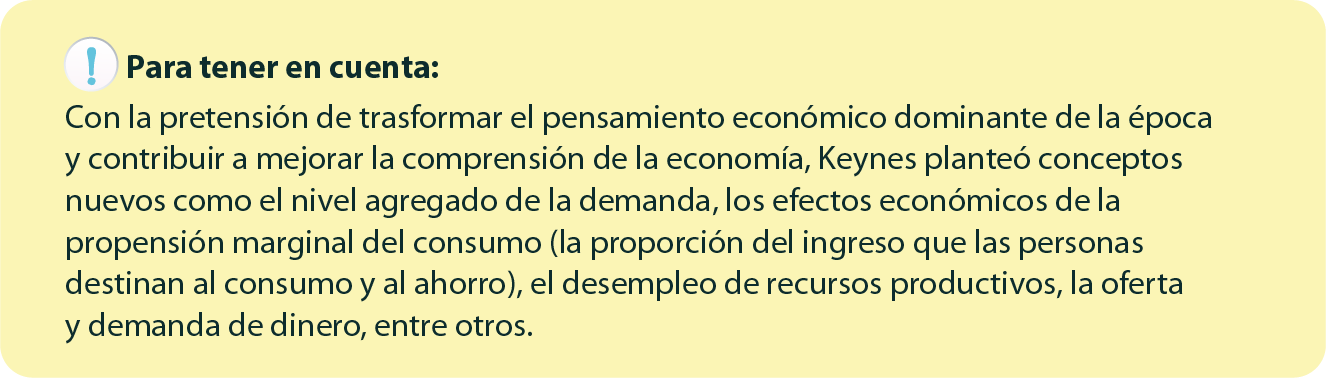 ! Para tener en cuenta:
Con la pretensión de trasformar el pensamiento económico dominante de la época
y contribuir a mejorar la comprensión de la economía, Keynes planteó conceptos
nuevos como el nivel agregado de la demanda, los efectos económicos de la
propensión marginal del consumo (la proporción del ingreso que las personas
destinan al consumo y al ahorro), el desempleo de recursos productivos, la oferta
y demanda de dinero, entre otros.